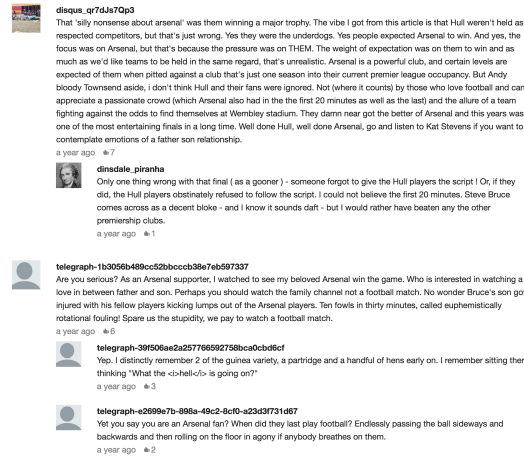 disqus_qr7dJs7Qp3
That 'silly nonsense about arsenal' was them winning a major trophy. The vibe I got from this article is that Hull weren't held as
respected competitors, but that's just wrong. Yes they were the underdogs. Yes people expected Arsenal to win. And yes, the
focus was on Arsenal, but that's because the pressure was on THEM. The weight of expectation was on them to win and as
much as we'd like teams to be held in the same regard, that's unrealistic. Arsenal is a powerful club, and certain levels are
expected of them when pitted against a club that's just one season into their current premier league occupancy. But Andy
bloody Townsend aside, i don't think Hull and their fans were ignored. Not (where it counts) by those who love football and can
appreciate a passionate crowd (which Arsenal also had in the the first 20 minutes as well as the last) and the allure of a team
fighting against the odds to find themselves at Wembley stadium. They damn near got the better of Arsenal and this years was
one of the most entertaining finals in a long time. Well done Hull, well done Arsenal, go and listen to Kat Stevens if you want to
contemplate emotions of a father son relationship.
a year ago 7
dinsdale_piranha
Only one thing wrong with that final ( as a gooner ) - someone forgot to give the Hull players the script ! Or, if they
did, the Hull players obstinately refused to follow the script. I could not believe the first 20 minutes. Steve Bruce
comes across as a decent bloke - and I know it sounds daft - but I would rather have beaten any the other
premiership clubs.
a year ago 1
telegraph-1b3056b489cc52bbcccb38e7eb597337
Are you serious? As an Arsenal supporter, I watched to see my beloved Arsenal win the game. Who is interested in watching a
love in between father and son. Perhaps you should watch the family channel not a football match. No wonder Bruce's son go
injured with his fellow players kicking lumps out of the Arsenal players. Ten fowls in thirty minutes, called euphemistically
rotational fouling! Spare us the stupidity, we pay to watch a football match.
a year ago 6
telegraph-39f506ae2a257766592758bca0cbd6cf
Yep. I distinctly remember 2 of the guinea variety, a partridge and a handful of hens early on. I remember sitting ther
thinking "What the <i>hell</i> is going on?"
a year ago 3
telegraph-e2699e7b-898a-49c2-8cf0-a23d3f731d67
Yet you say you are an Arsenal fan? When did they last play football? Endlessly passing the ball sideways and
backwards and then rolling on the floor in agony if anybody breathes on them.
a year ago 2